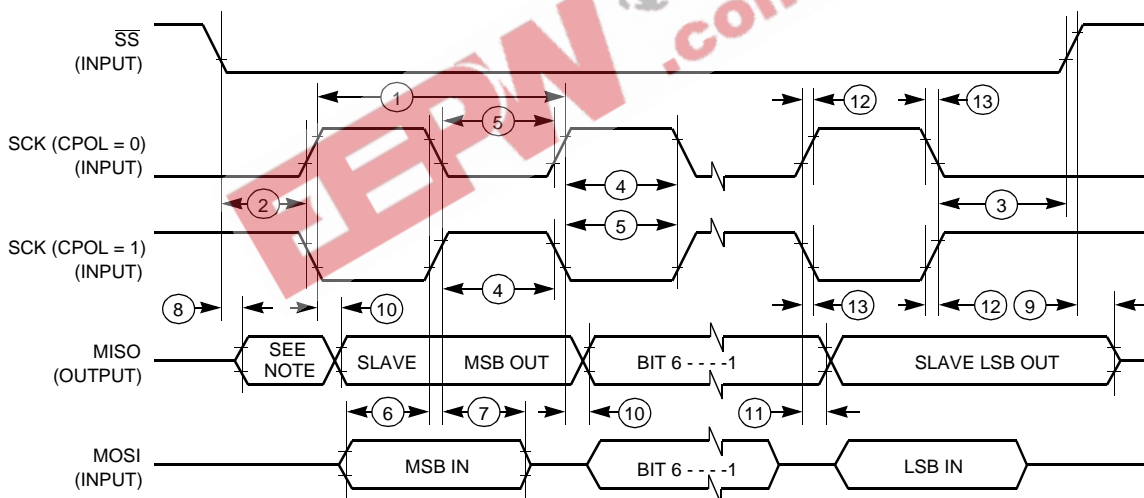 SS
(INPUT)
1
12
13
SCK (CPOL = 0)
(INPUT)
5
4
2
3
5
SCK (CPOL = 1)
(INPUT)
4
8
10
13
12
9
MISO
(OUTPUT)
SEE
NOTE
SLAVE
MSB OUT
BIT 6 - - - -1
SLAVE LSB OUT
6
7
10
11
MOSI
(INPUT)
MSB IN
BIT 6 - - - -1
LSB IN
EEPW
.com